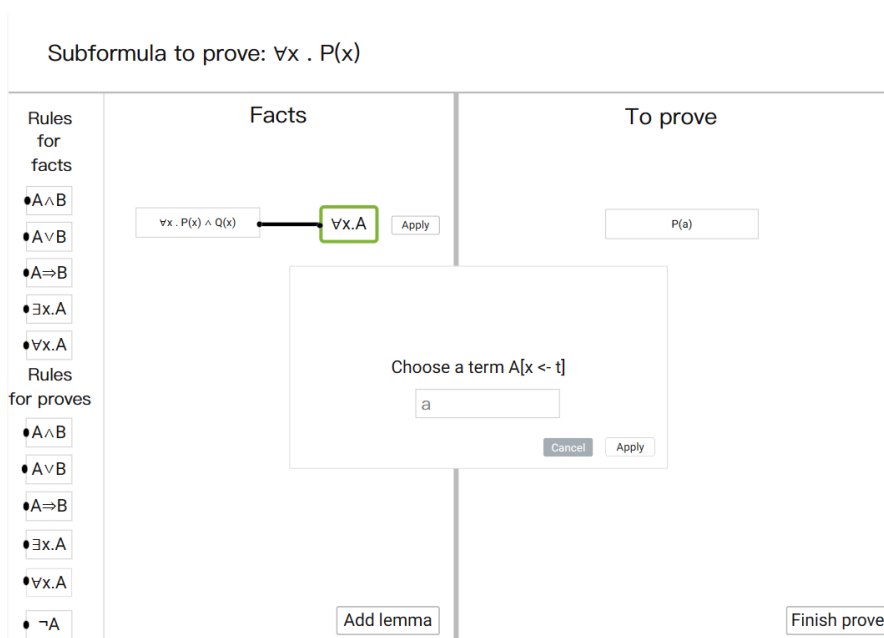 Subformula to prove: ∀x . P(x)
Rules
for
facts
A∧B
A∨B
A⇒B
∃x.A
∀x.A
Rules
for proves
A∧B
A∨B
A⇒B
∃x.A
∀x.A
¬A
Facts
∀x . P(x) ∧ Q(x)
∀x.A
Apply
To prove
P(a)
Choose a term A[x <- t]
a
Cancel
Apply
Add lemma
Finish prove